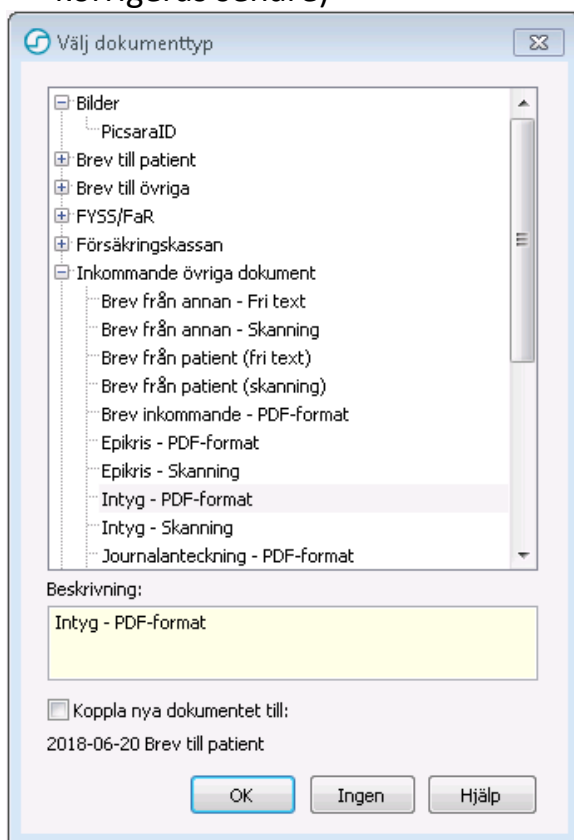 korrigeras senare)
Välj dokumenttyp
Bilder
PicsaraID
Brev till patient
Brev till övriga
FYSS/FaR
Försäkringskassan
Inkommande övriga dokument
Brev från annan - Fri text
Brev från annan - Skanning
Brev från patient (fri text)
Brev från patient (skanning)
Brev inkommande - PDF-format
Epikris - PDF-format
Epikris - Skanning
Intyg - PDF-format
Intyg - Skanning
Journalanteckning - PDF-format
Beskrivning:
Intyg - PDF-format
Koppla nya dokumentet till:
2018-06-20 Brev till patient
OK Ingen Hjälp